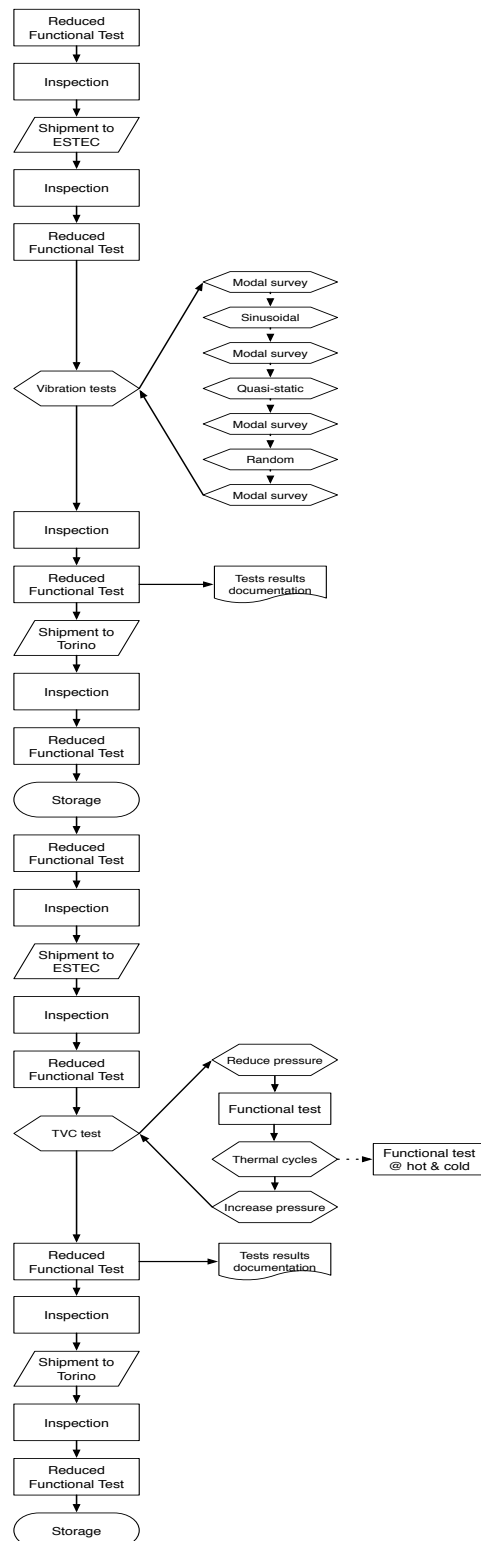 Reduced
Functional Test
Inspection
Shipment to
ESTEC
Inspection
Reduced
Functional Test
Vibration tests
Modal survey
Sinusoidal
Modal survey
Quasi-static
Modal survey
Random
Modal survey
Inspection
Reduced
Functional Test
Tests results
documentation
Shipment to
Torino
Inspection
Reduced
Functional Test
Storage
Reduced
Functional Test
Inspection
Shipment to
ESTEC
Inspection
Reduced
Functional Test
TVC test
Reduce pressure
Functional test
Thermal cycles
Functional test
@ hot & cold
Increase pressure
Reduced
Functional Test
Tests results
documentation
Inspection
Shipment to
Torino
Inspection
Reduced
Functional Test
Storage